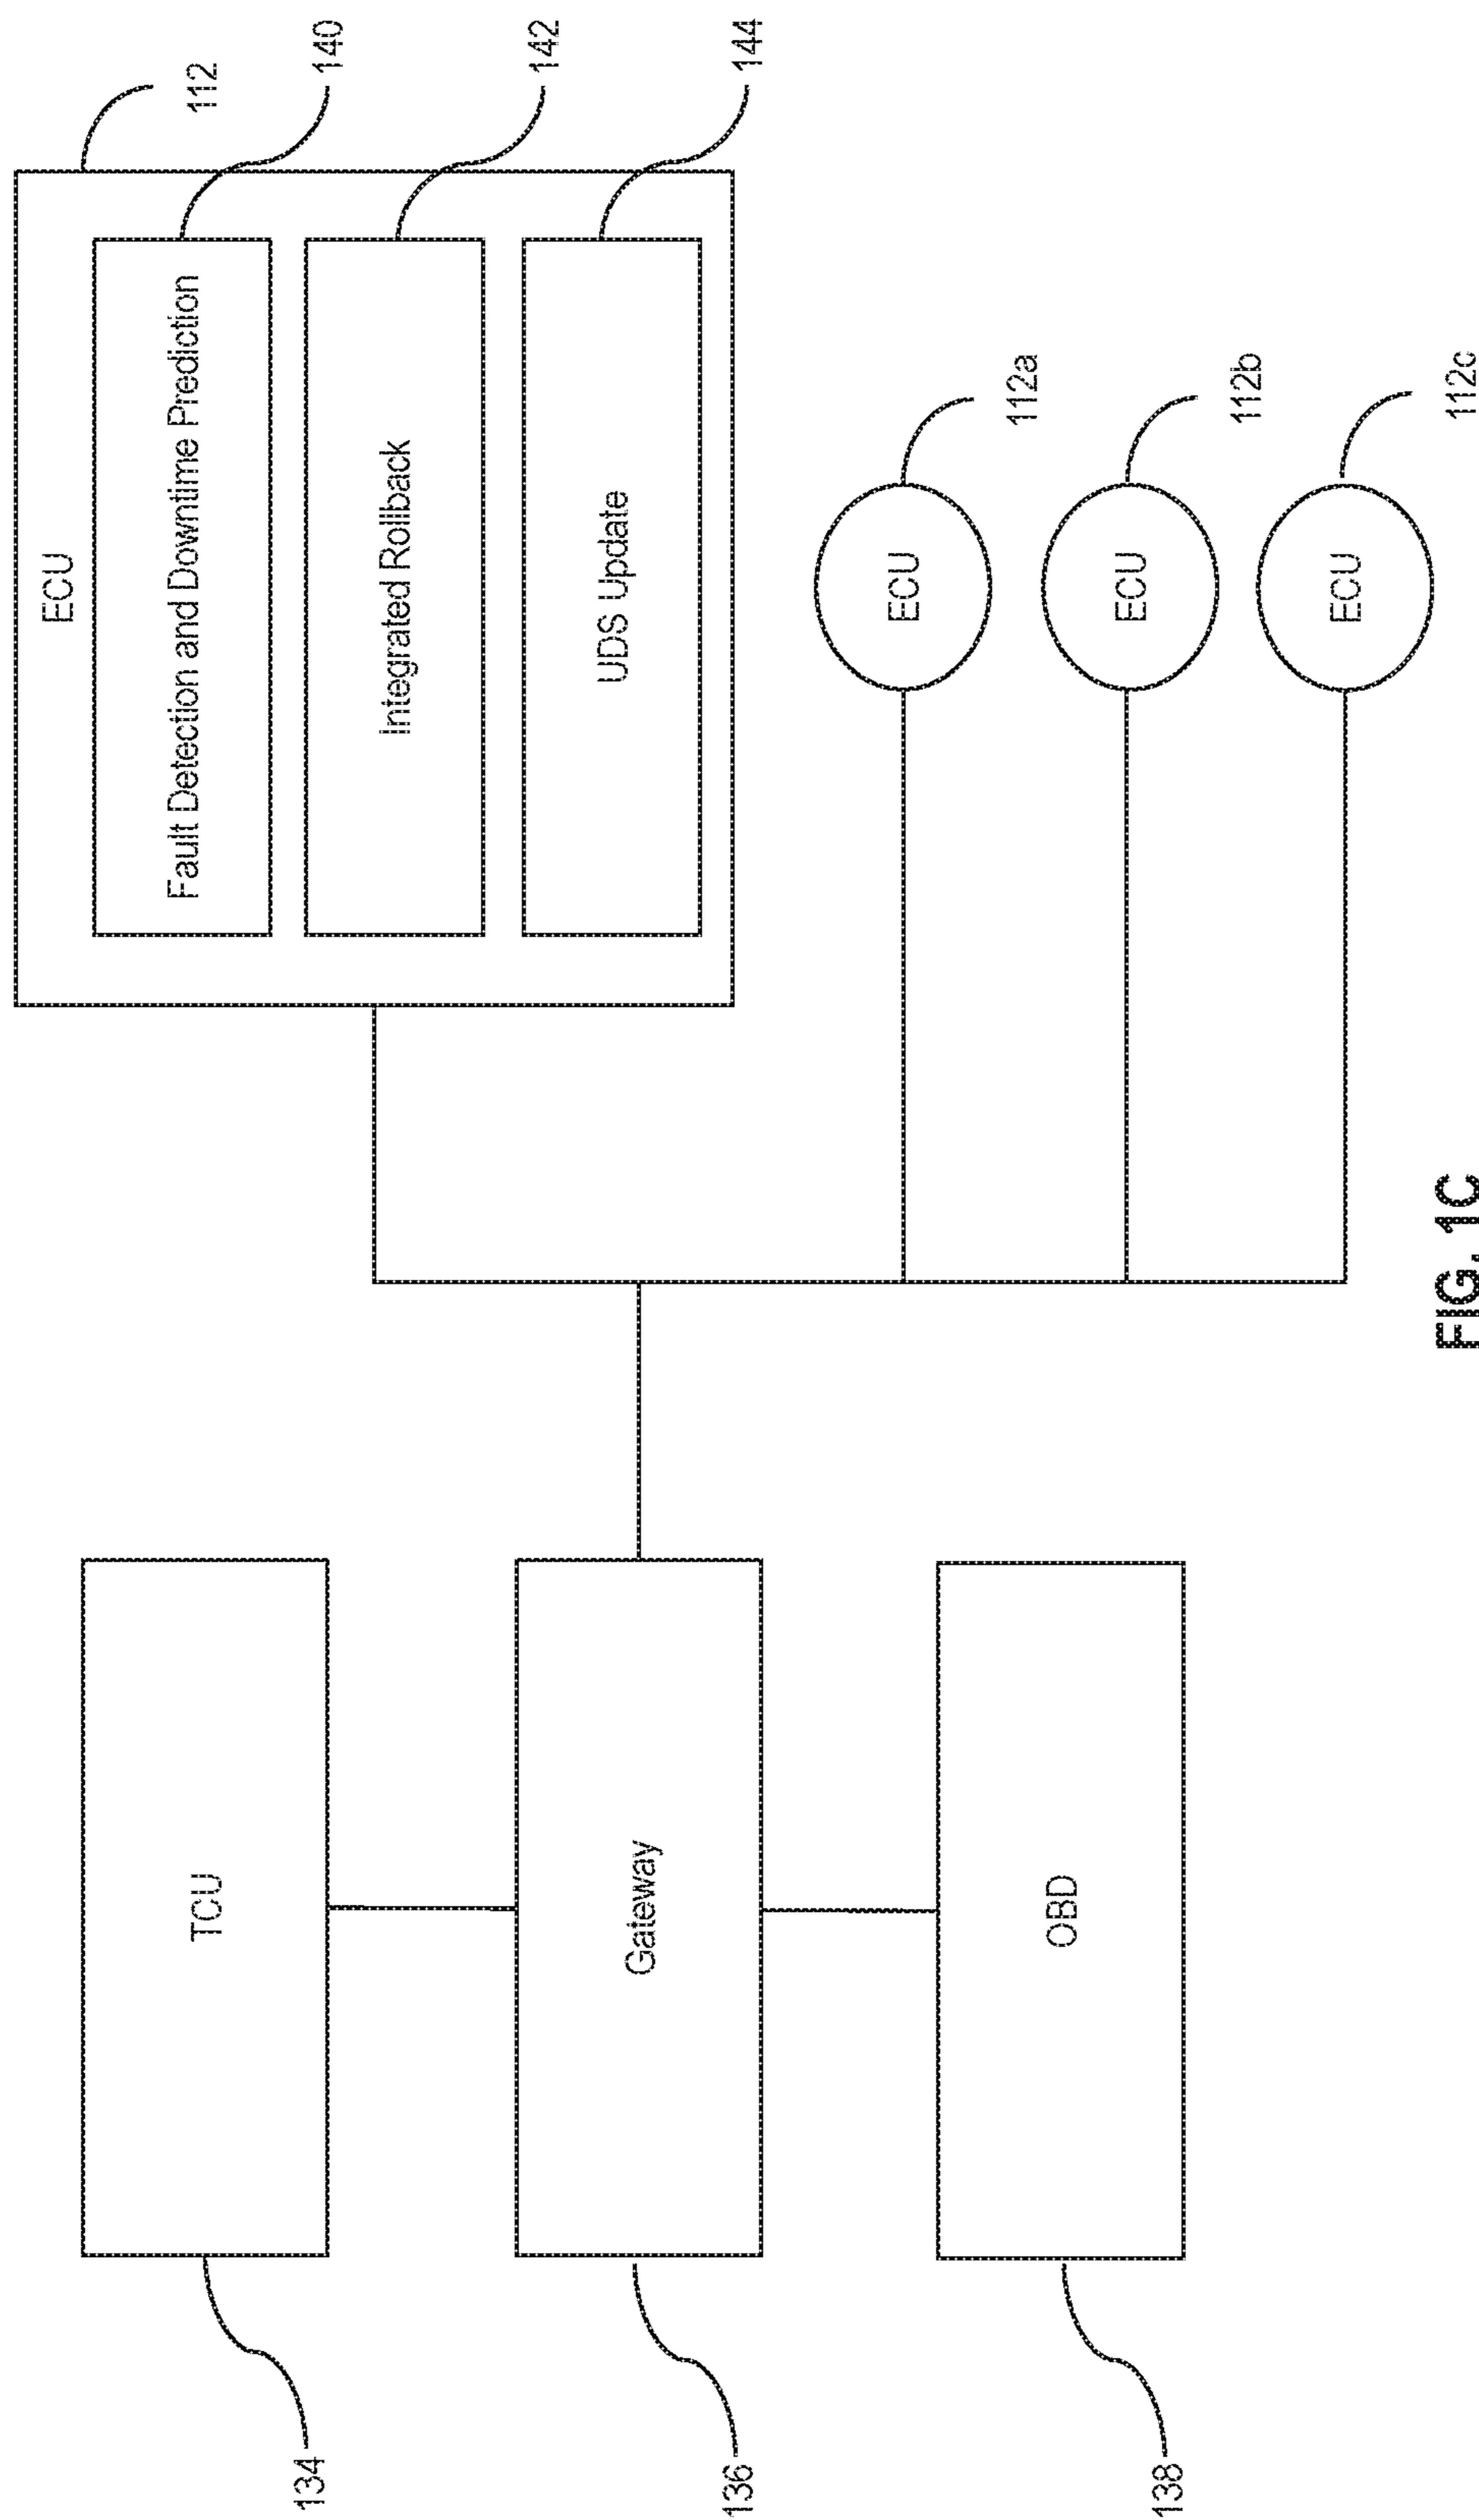 112
ECU
140
Fault Detection and Downtime Prediction
142
Integrated Rollback
144
UDS Update
134
TCU
136
Gateway
138
OBD
ECU
112a
ECU
112b
ECU
112c
FIG. 1C